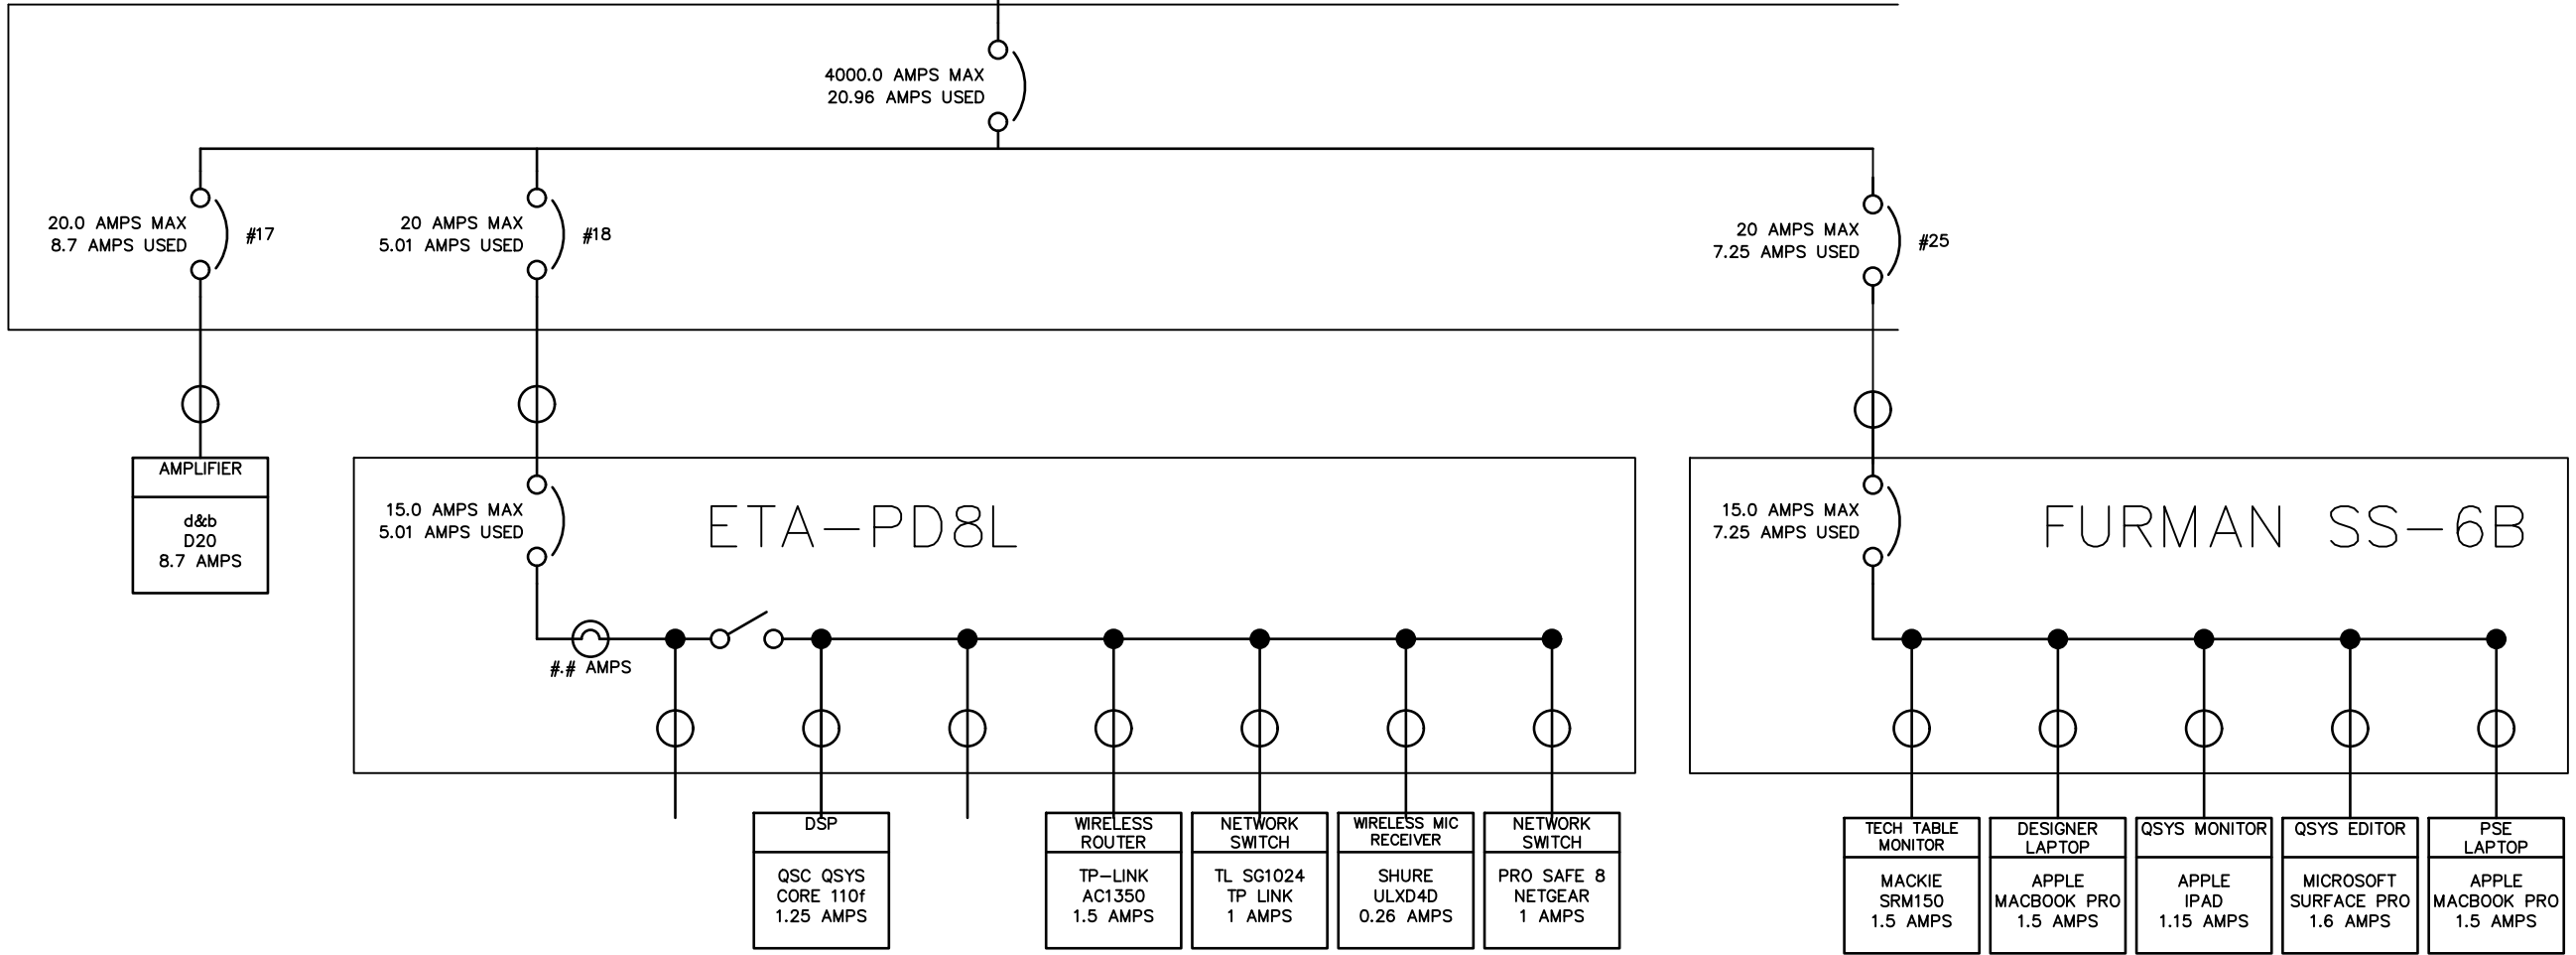 4000.0 AMPS MAX
20.96 AMPS USED
20.0 AMPS MAX
8.7 AMPS USED
#17
20 AMPS MAX
5.01 AMPS USED
#18
20 AMPS MAX
7.25 AMPS USED
#25
AMPLIFIER
d&b
D20
8.7 AMPS
15.0 AMPS MAX
5.01 AMPS USED
ETA-PD8L
#.# AMPS
15.0 AMPS MAX
7.25 AMPS USED
FURMAN SS-6B
DSP
QSC QSYS
CORE 110f
1.25 AMPS
WIRELESS
ROUTER
TP-LINK
AC1350
1.5 AMPS
NETWORK
SWITCH
TL SG1024
TP LINK
1 AMPS
WIRELESS MIC
RECEIVER
SHURE
ULXD4D
0.26 AMPS
NETWORK
SWITCH
PRO SAFE 8
NETGEAR
1 AMPS
TECH TABLE
MONITOR
MACKIE
SRM150
1.5 AMPS
DESIGNER
LAPTOP
APPLE
MACBOOK PRO
1.5 AMPS
QSYS MONITOR
APPLE
IPAD
1.15 AMPS
QSYS EDITOR
MICROSOFT
SURFACE PRO
1.6 AMPS
PSE
LAPTOP
APPLE
MACBOOK PRO
1.5 AMPS